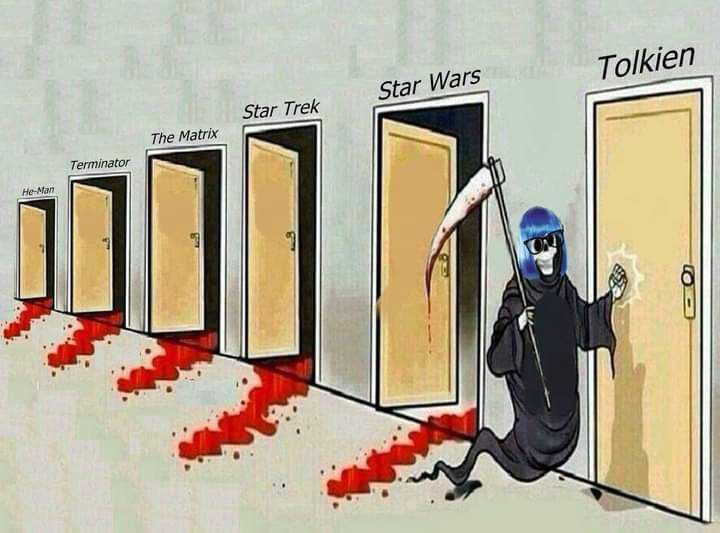 He-Man
Terminator
The Matrix
Star Trek
Star Wars
Tolkien